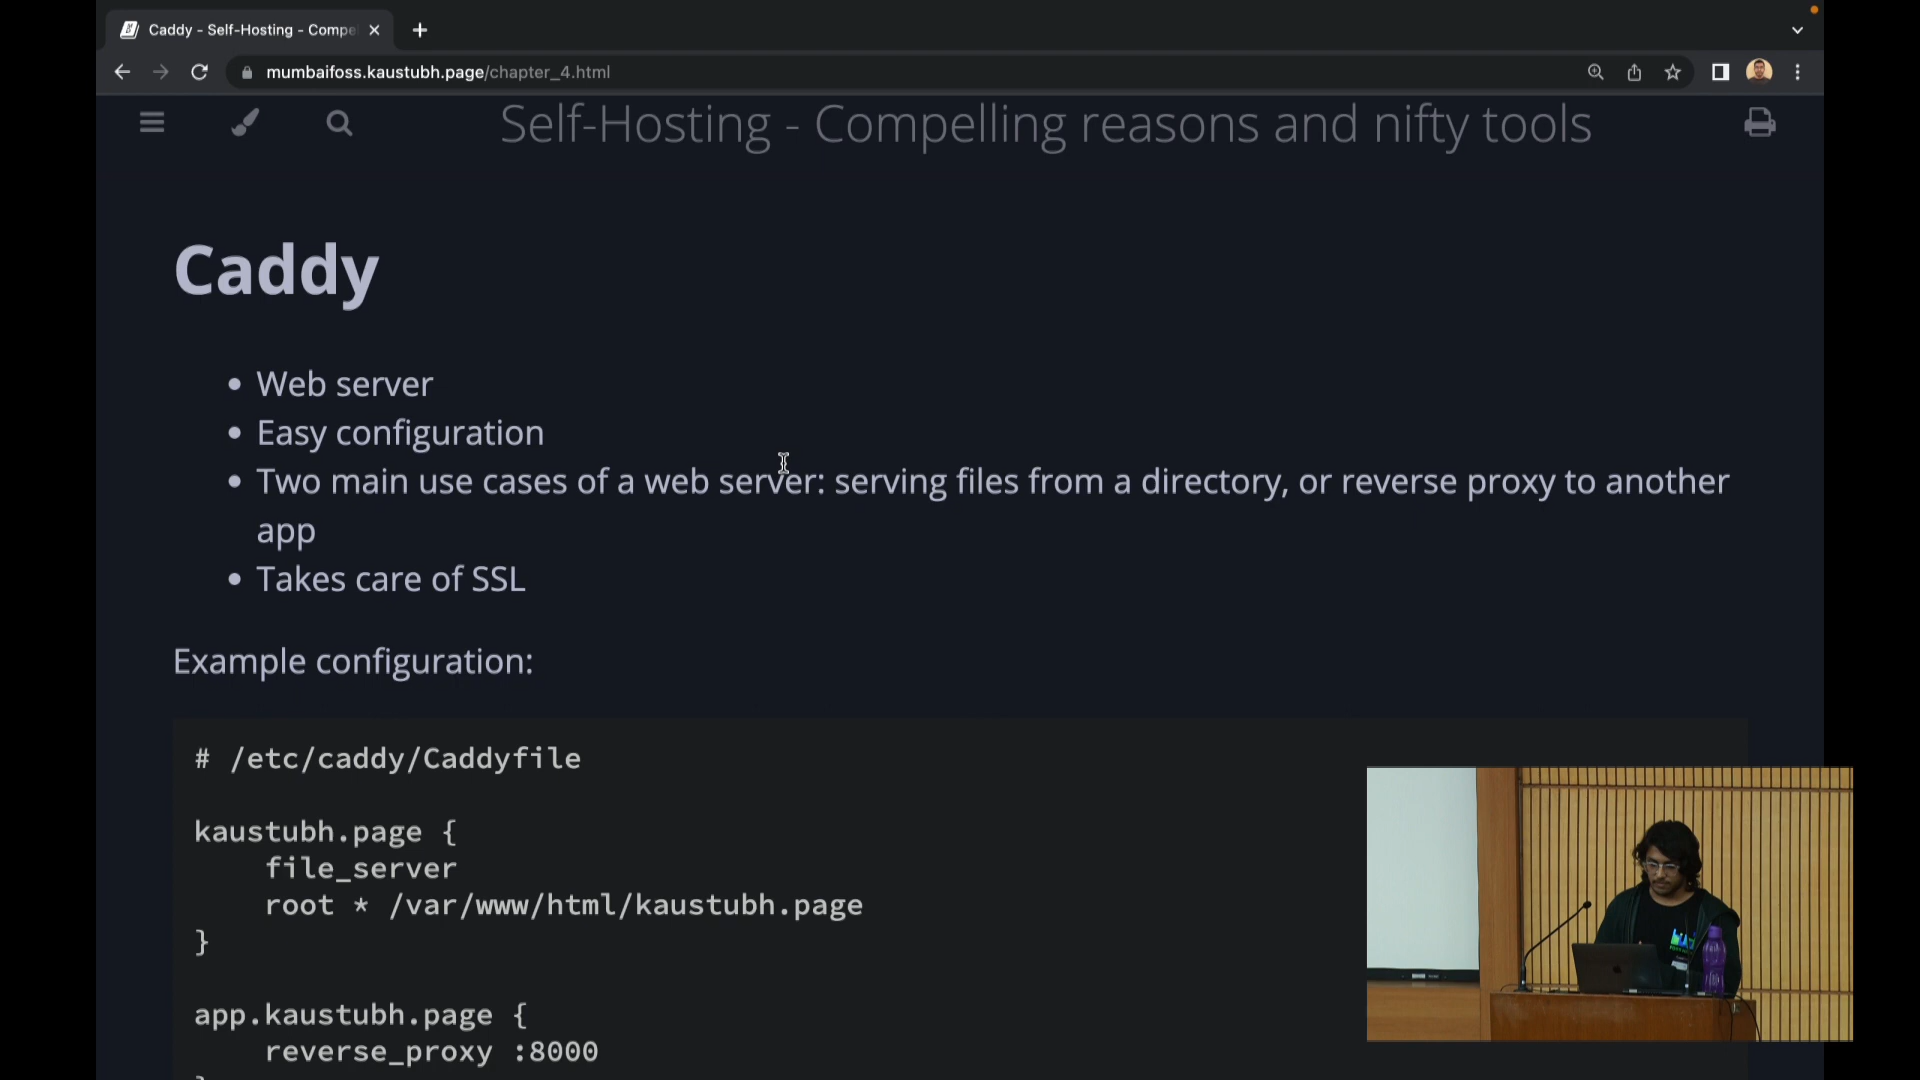 Caddy - Self-Hosting - Compe
mumbaifoss.kaustubh.page/chapter_4.html
Self-Hosting - Compelling reasons and nifty tools
Caddy
• Web server
• Easy configuration
• Two main use cases of a web server: serving files from a directory, or reverse proxy to another
app
• Takes care of SSL
Example configuration:
# /etc/caddy/Caddyfile
kaustubh.page {
file_server
root * /var/www/html/kaustubh.page
}
app.kaustubh.page {
reverse_proxy :8000